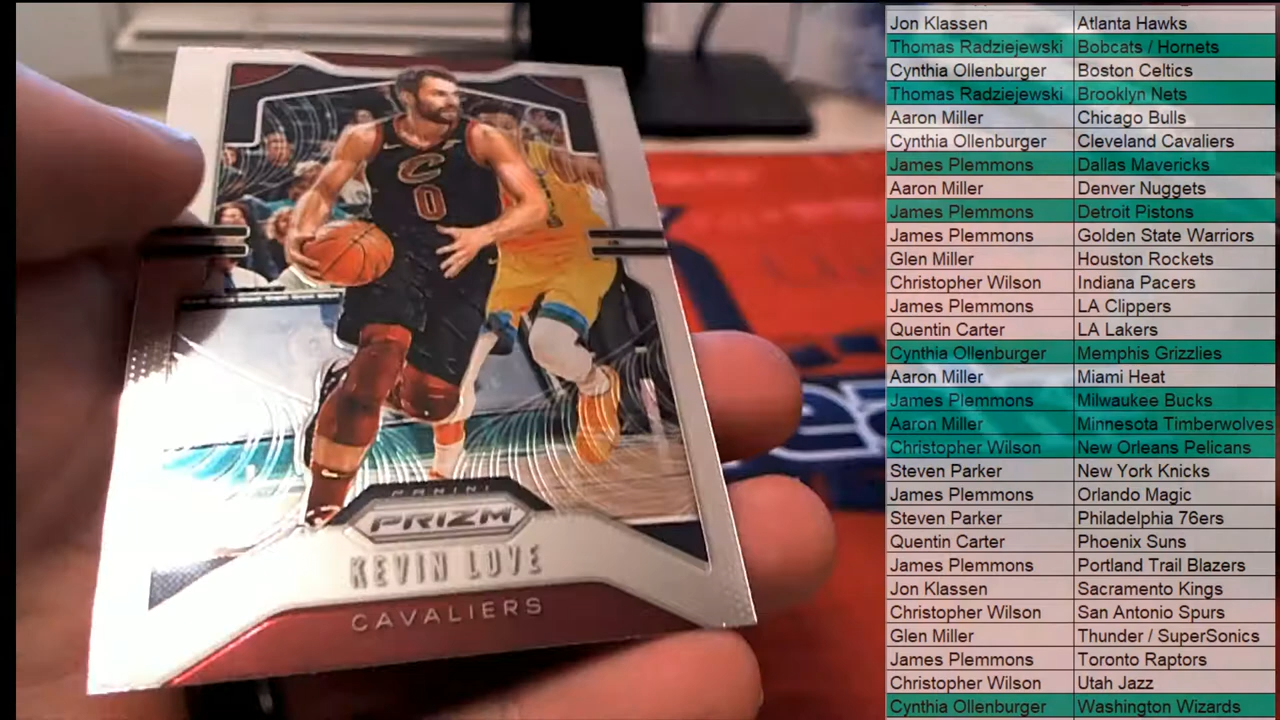 C
0
PANINI
PRIZM
KEVIN LOVE
CAVALIERS
Jon Klassen Atlanta Hawks
Thomas Radziejewski Bobcats / Hornets
Cynthia Ollenburger Boston Celtics
Thomas Radziejewski Brooklyn Nets
Aaron Miller Chicago Bulls
Cynthia Ollenburger Cleveland Cavaliers
James Plemmons Dallas Mavericks
Aaron Miller Denver Nuggets
James Plemmons Detroit Pistons
James Plemmons Golden State Warriors
Glen Miller Houston Rockets
Christopher Wilson Indiana Pacers
James Plemmons LA Clippers
Quentin Carter LA Lakers
Cynthia Ollenburger Memphis Grizzlies
Aaron Miller Miami Heat
James Plemmons Milwaukee Bucks
Aaron Miller Minnesota Timberwolves
Christopher Wilson New Orleans Pelicans
Steven Parker New York Knicks
James Plemmons Orlando Magic
Steven Parker Philadelphia 76ers
Quentin Carter Phoenix Suns
James Plemmons Portland Trail Blazers
Jon Klassen Sacramento Kings
Christopher Wilson San Antonio Spurs
Glen Miller Thunder / SuperSonics
James Plemmons Toronto Raptors
Christopher Wilson Utah Jazz
Cynthia Ollenburger Washington Wizards